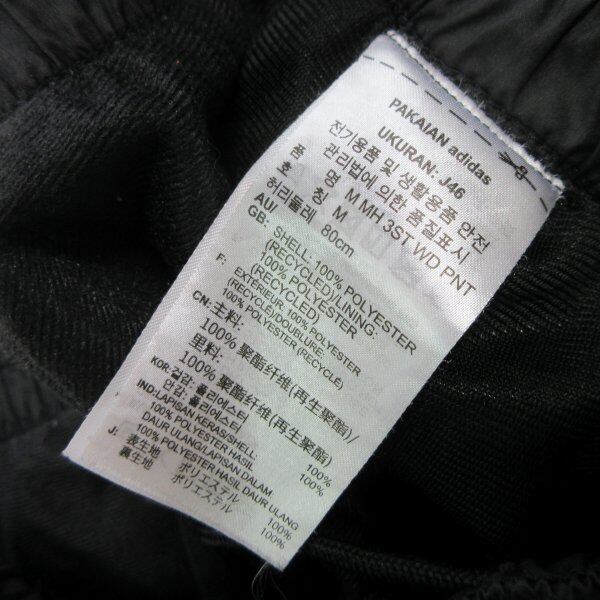 PAKAIAN adidas
UKURAN: J46
전기용품 및 생활용품 안전
관리법에 의한 품질표시
품 명 M MH 3ST WD PNT
호 칭 M
허리둘레 80cm
AU/
GB: SHELL: 100% POLYESTER
(RECYCLED)/LINING:
100% POLYESTER
(RECYCLED)
F: EXTÉRIEUR: 100% POLYESTER
(RECYCLE)/DOUBLURE:
100% POLYESTER (RECYCLE)
CN: 主料:
100% 聚酯纤维(再生聚酯)/
里料:
100% 聚酯纤维(再生聚酯)
KOR: 겉감: 폴리에스터 100%
안감: 폴리에스터 100%
IND: LAPISAN KERAS/SHELL:
100% POLYESTER HASIL
DAUR ULANG/LAPISAN DALAM:
100% POLYESTER HASIL DAUR ULANG
J: 表生地 ポリエステル 100%
裏生地 ポリエステル 100%